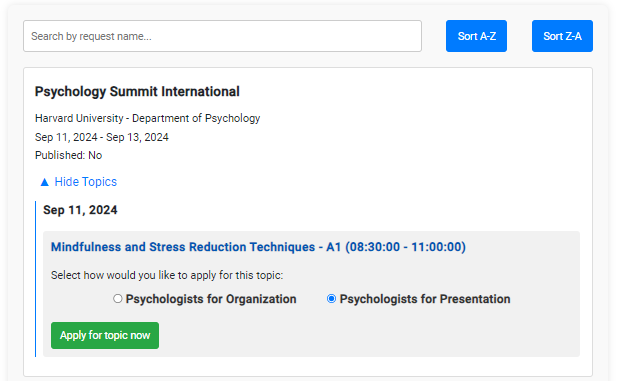 Search by request name...
Sort A-Z
Sort Z-A
Psychology Summit International
Harvard University - Department of Psychology
Sep 11, 2024 - Sep 13, 2024
Published: No
▲ Hide Topics
Sep 11, 2024
Mindfulness and Stress Reduction Techniques - A1 (08:30:00 - 11:00:00)
Select how would you like to apply for this topic:
Psychologists for Organization
Psychologists for Presentation
Apply for topic now